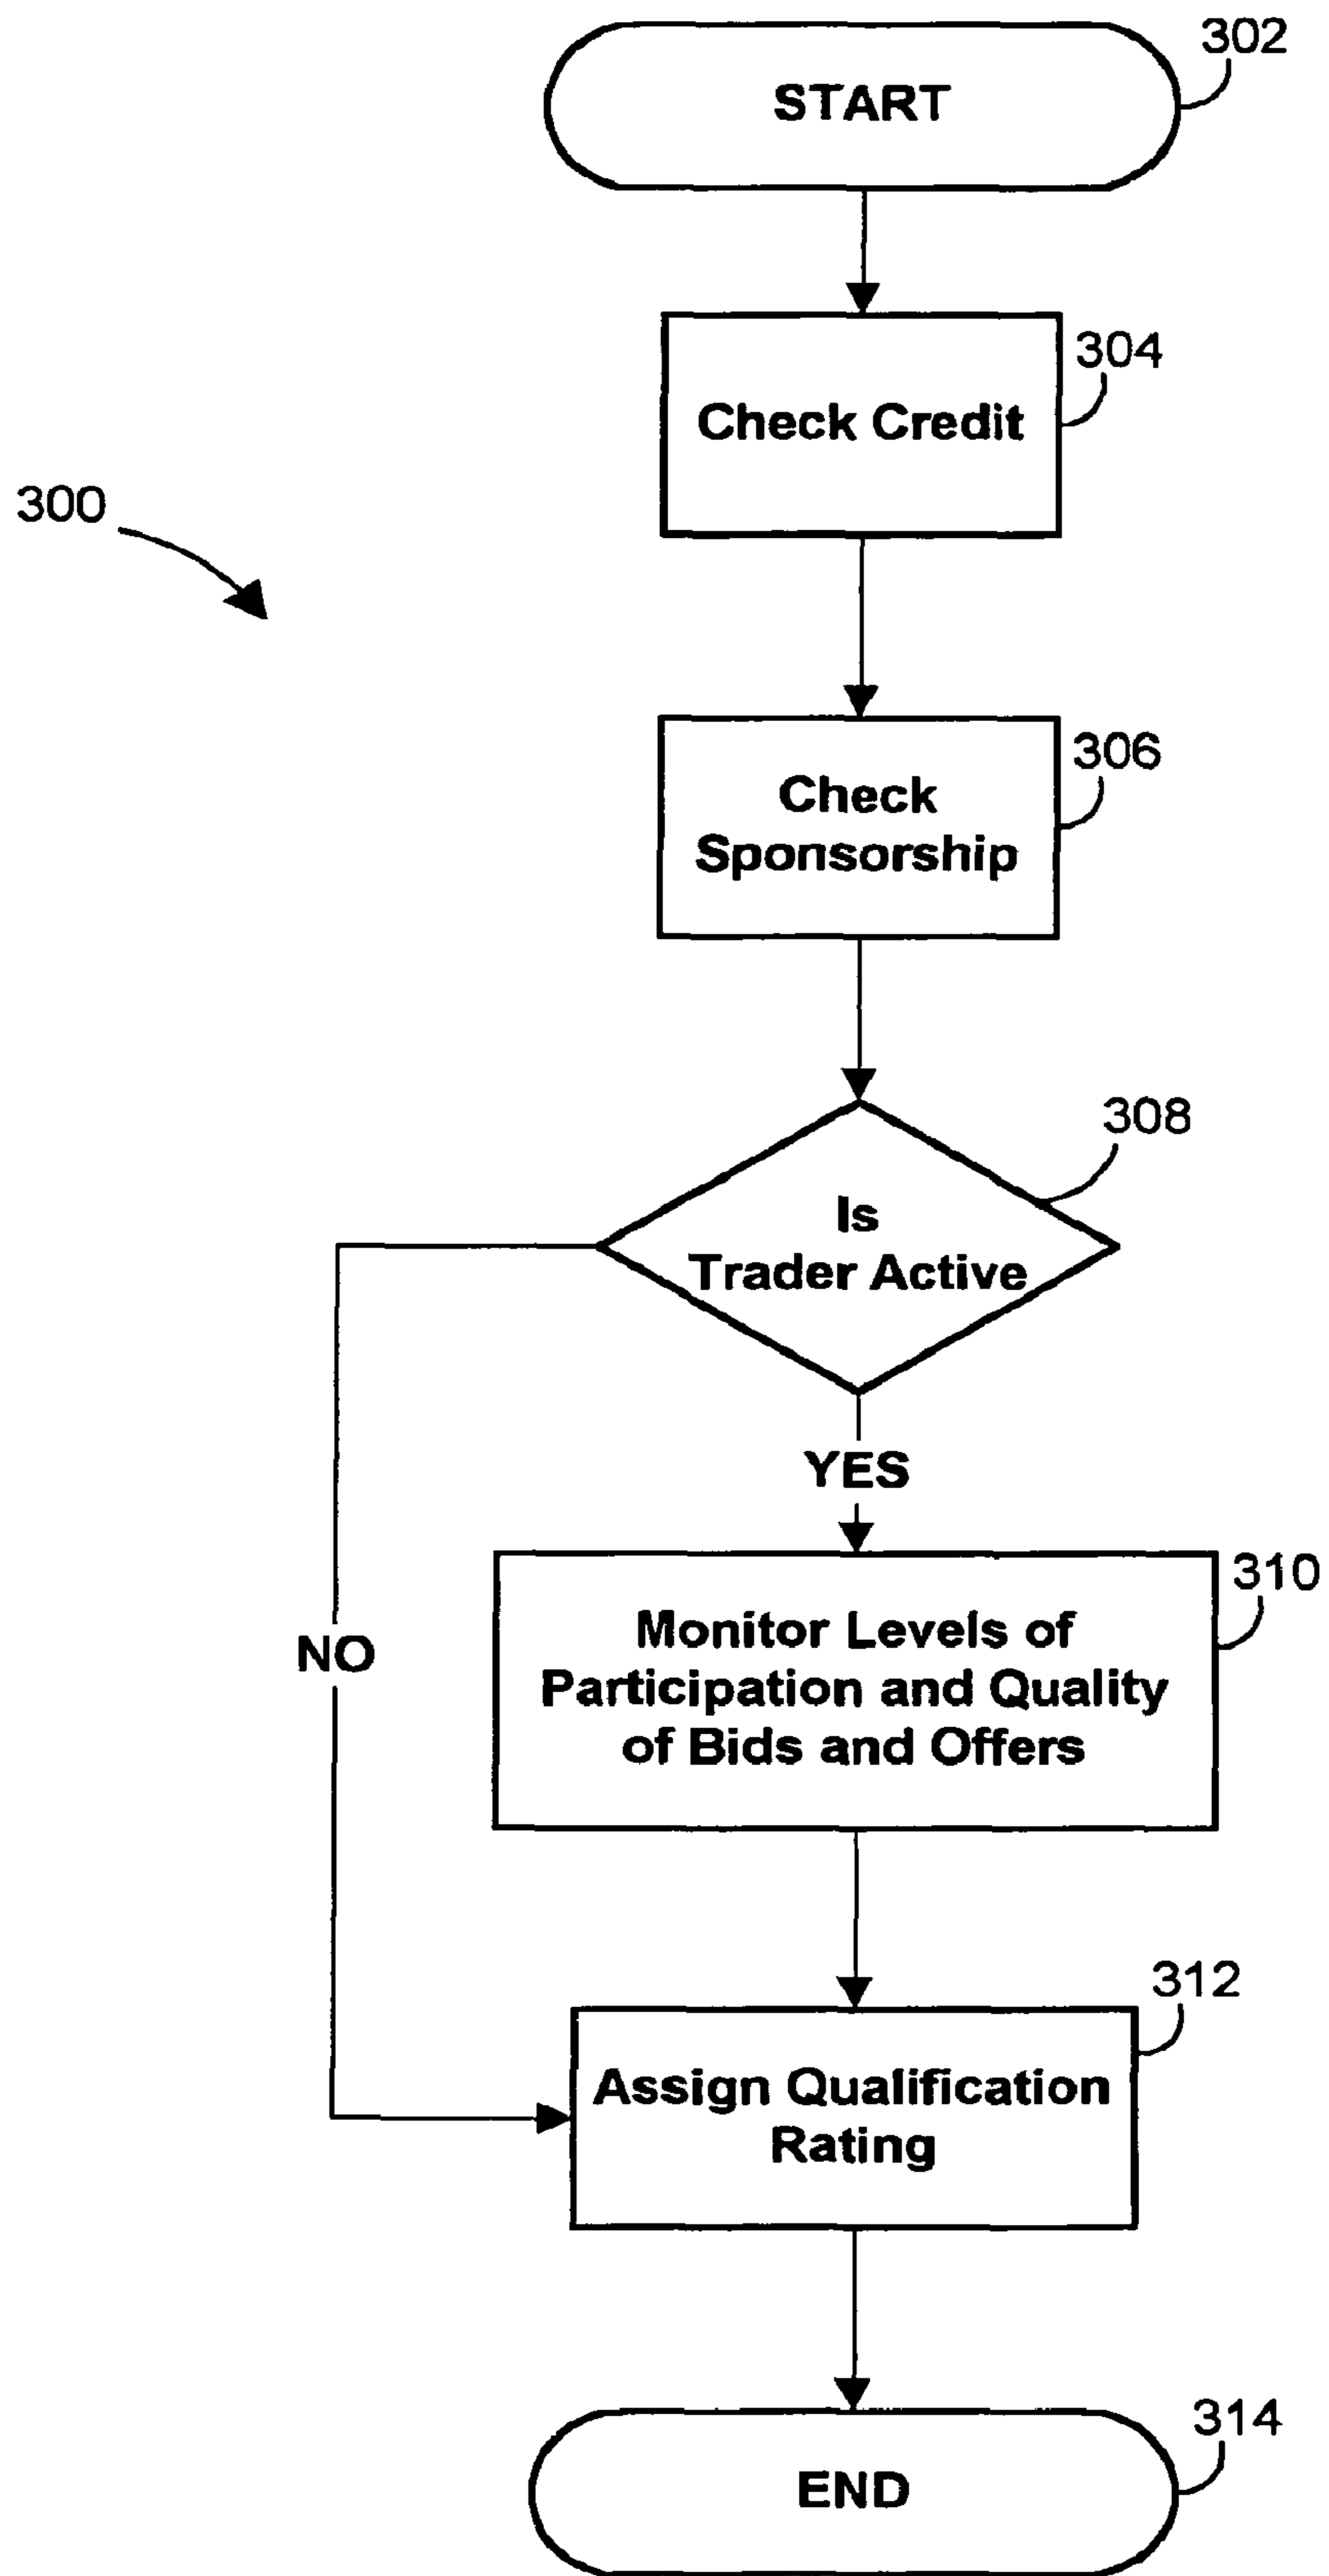 302
START
304
Check Credit
300
306
Check
Sponsorship
308
Is
Trader Active
YES
310
Monitor Levels of
Participation and Quality
of Bids and Offers
NO
312
Assign Qualification
Rating
314
END